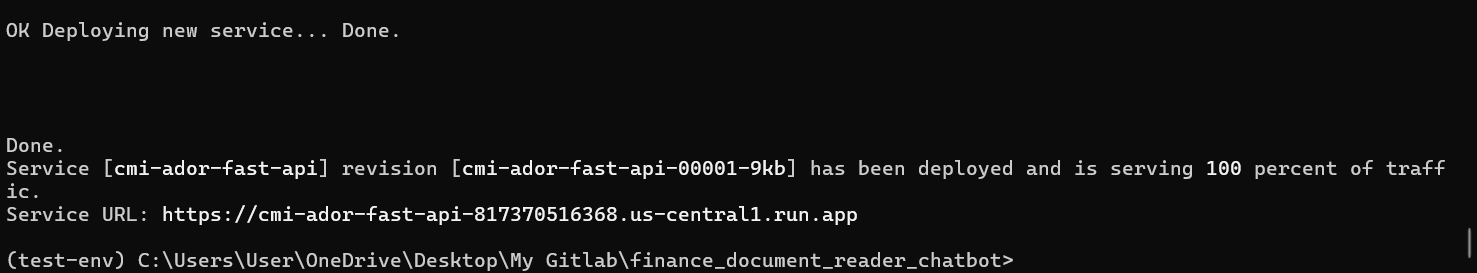 OK Deploying new service... Done.
Done.
Service [cmi-ador-fast-api] revision [cmi-ador-fast-api-00001-9kb] has been deployed and is serving 100 percent of traff
ic.
Service URL: https://cmi-ador-fast-api-817370516368.us-central1.run.app
(test-env) C:\Users\User\OneDrive\Desktop\My Gitlab\finance_document_reader_chatbot>